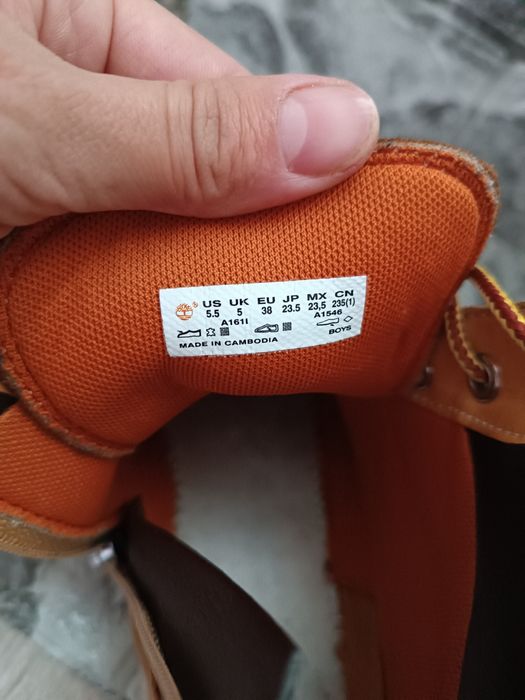 US UK EU JP MX CN
5.5 5 38 23.5 23,5 235(1)
A161I A1546
BOYS
MADE IN CAMBODIA